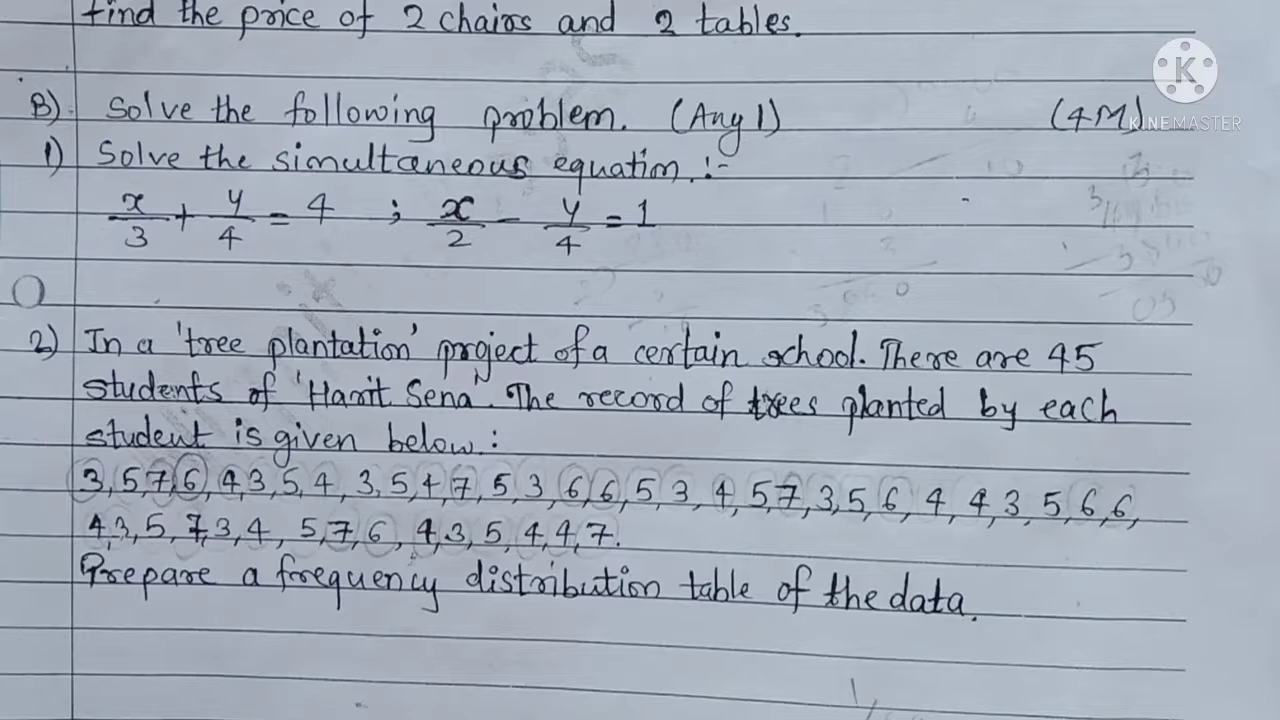 find the price of 2 chairs and 2 tables.
B). Solve the following problem. (Any 1) (4M)
KINEMASTER
1) Solve the simultaneous equation :-
x/3 + y/4 = 4 ; x/2 - y/4 = 1
2) In a 'tree plantation' project of a certain school. There are 45
students of 'Harit Sena'. The record of trees planted by each
student is given below :
3, 5, 7, 6, 4, 3, 5, 4, 3, 5, 4, 7, 5, 3, 6, 6, 5, 3, 4, 5, 7, 3, 5, 6, 4, 4, 3, 5, 6, 6,
4, 3, 5, 7, 3, 4, 5, 7, 6, 4, 3, 5, 4, 4, 7.
Prepare a frequency distribution table of the data.